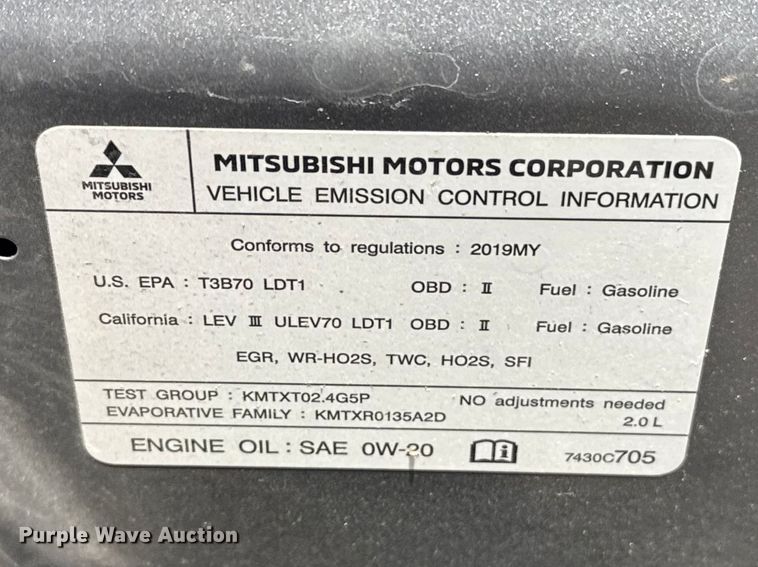 MITSUBISHI
MOTORS
MITSUBISHI MOTORS CORPORATION
VEHICLE EMISSION CONTROL INFORMATION
Conforms to regulations : 2019MY
U.S. EPA : T3B70 LDT1 OBD : II Fuel : Gasoline
California : LEV III ULEV70 LDT1 OBD : II Fuel : Gasoline
EGR, WR-HO2S, TWC, HO2S, SFI
TEST GROUP : KMTXT02.4G5P NO adjustments needed
EVAPORATIVE FAMILY : KMTXR0135A2D 2.0 L
ENGINE OIL : SAE 0W-20 i 7430C705
Purple Wave Auction